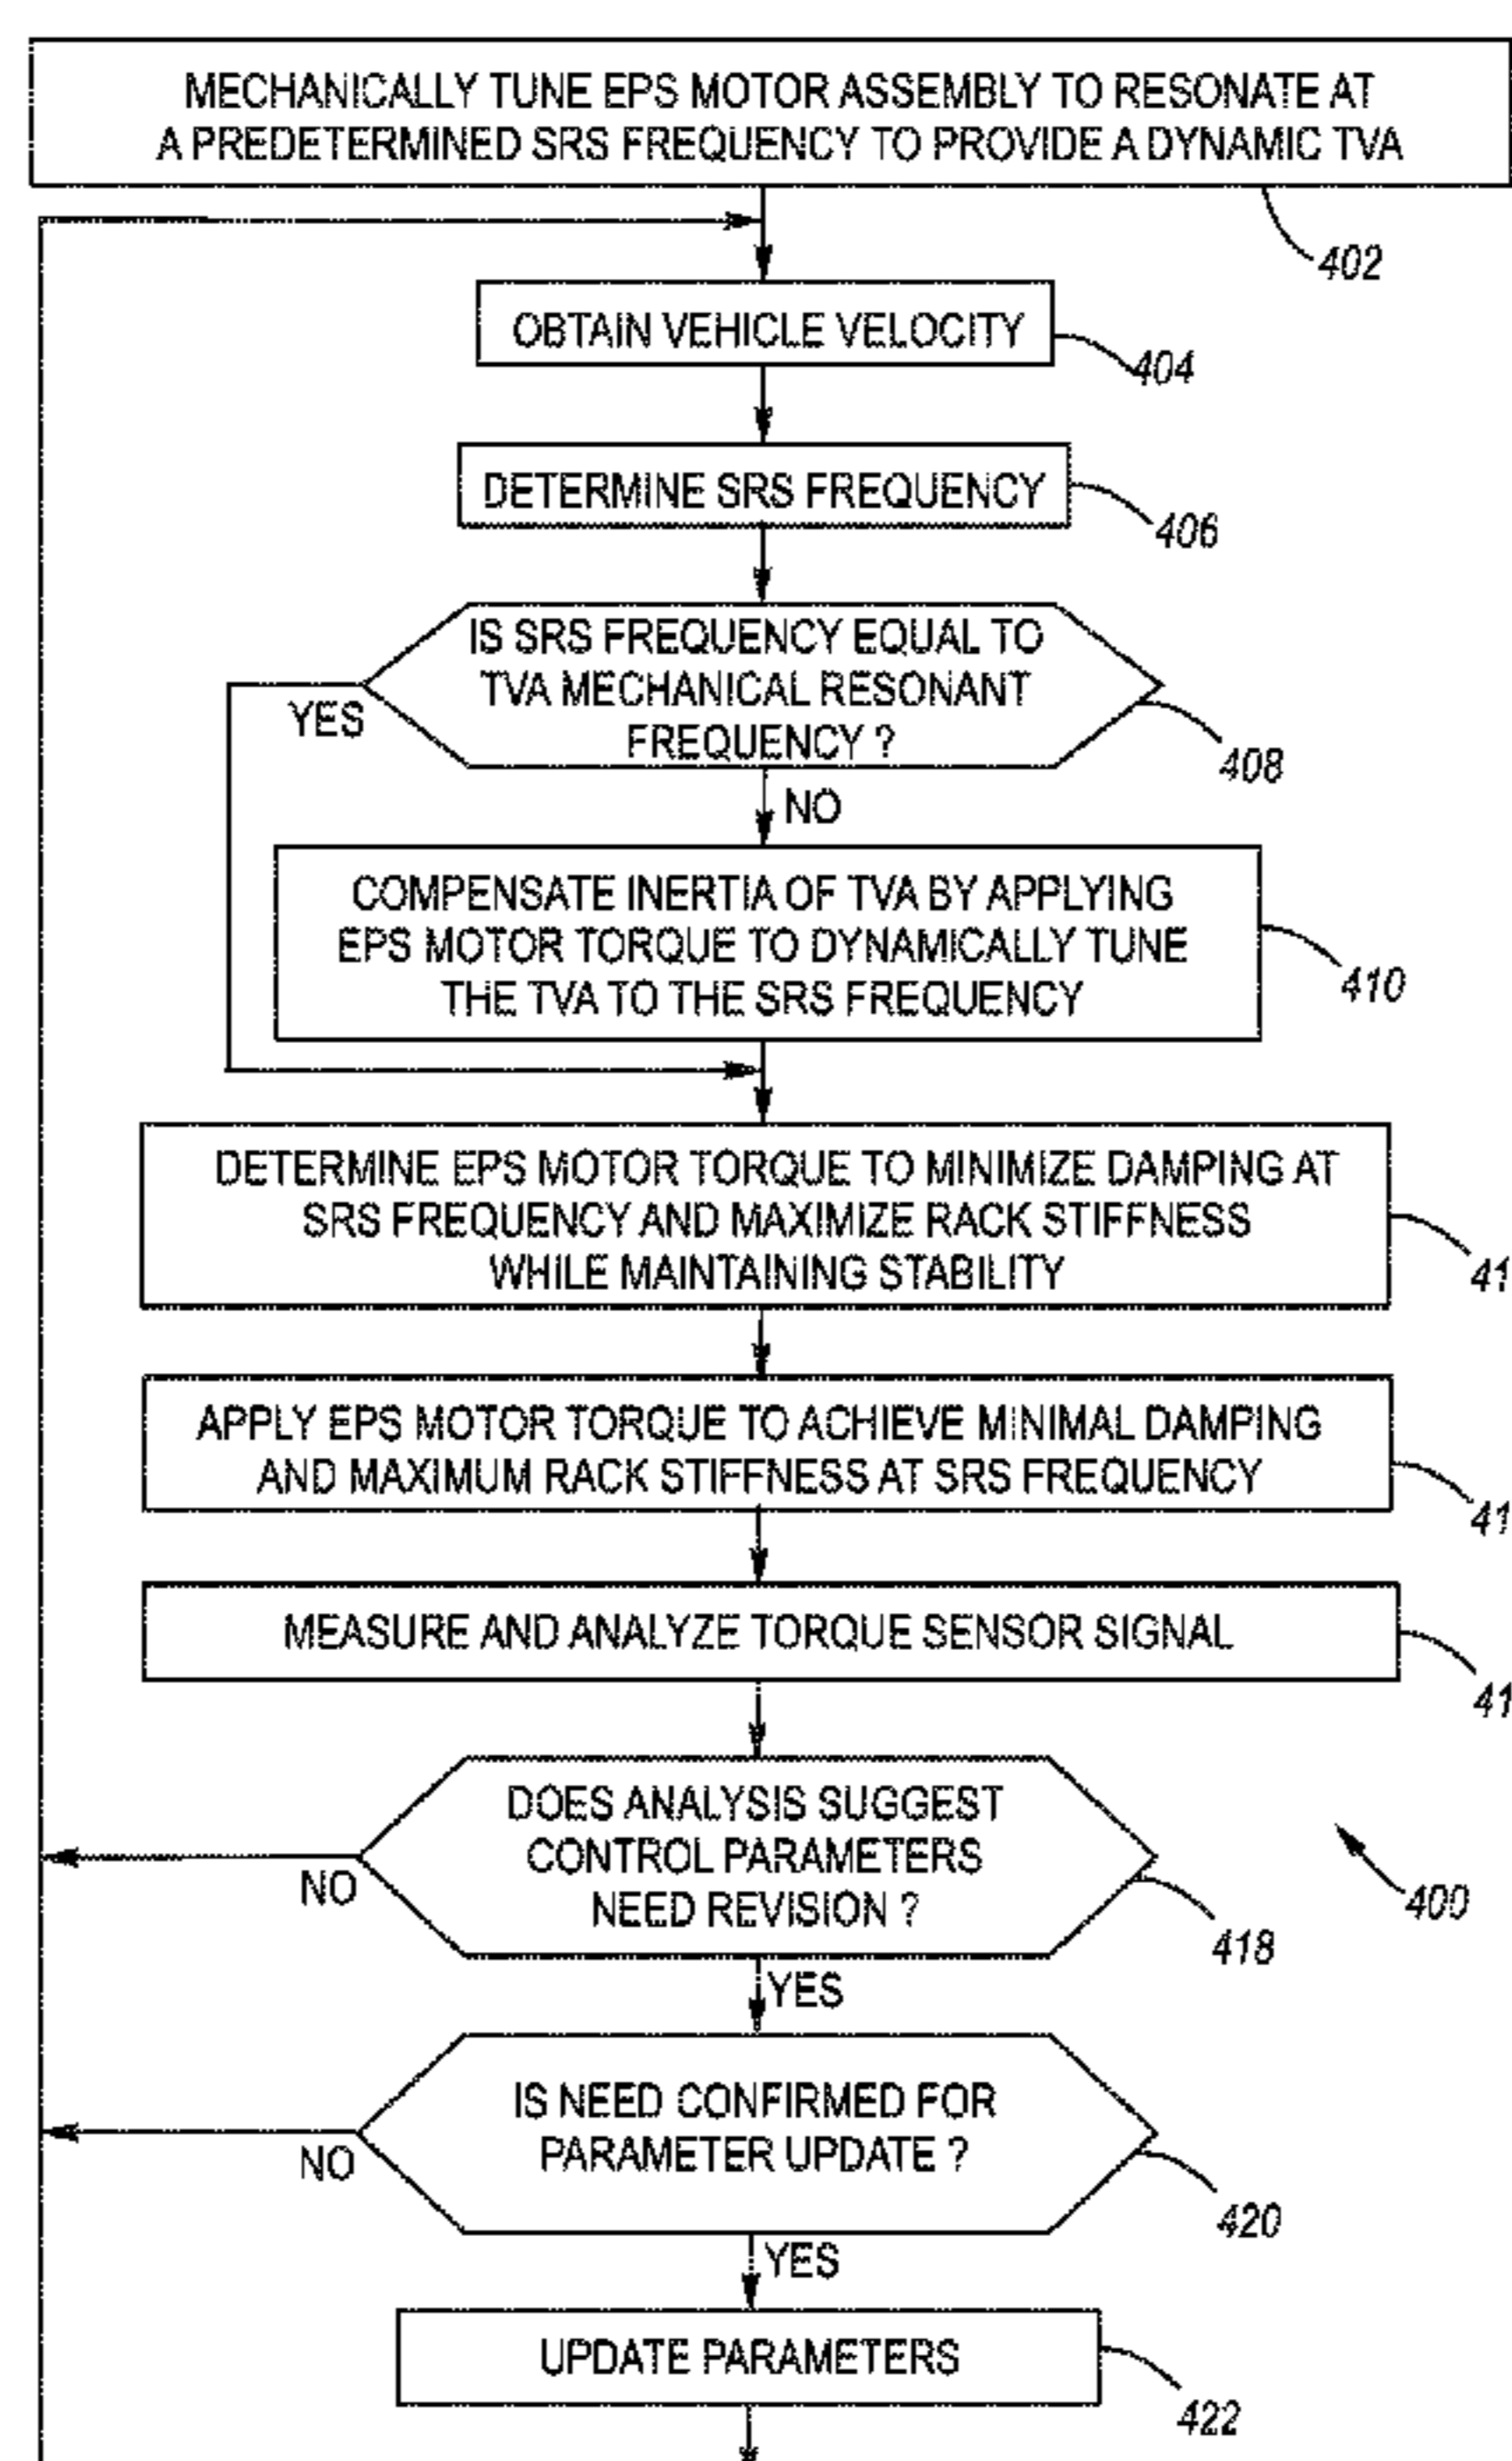 MECHANICALLY TUNE EPS MOTOR ASSEMBLY TO RESONATE AT
A PREDETERMINED SRS FREQUENCY TO PROVIDE A DYNAMIC TVA
402
OBTAIN VEHICLE VELOCITY
404
DETERMINE SRS FREQUENCY
406
IS SRS FREQUENCY EQUAL TO
TVA MECHANICAL RESONANT
FREQUENCY ?
YES
408
NO
COMPENSATE INERTIA OF TVA BY APPLYING
EPS MOTOR TORQUE TO DYNAMICALLY TUNE
THE TVA TO THE SRS FREQUENCY
410
DETERMINE EPS MOTOR TORQUE TO MINIMIZE DAMPING AT
SRS FREQUENCY AND MAXIMIZE RACK STIFFNESS
WHILE MAINTAINING STABILITY
41
APPLY EPS MOTOR TORQUE TO ACHIEVE MINIMAL DAMPING
AND MAXIMUM RACK STIFFNESS AT SRS FREQUENCY
41
MEASURE AND ANALYZE TORQUE SENSOR SIGNAL
41
DOES ANALYSIS SUGGEST
CONTROL PARAMETERS
NEED REVISION ?
NO
400
418
YES
IS NEED CONFIRMED FOR
PARAMETER UPDATE ?
NO
420
YES
UPDATE PARAMETERS
422